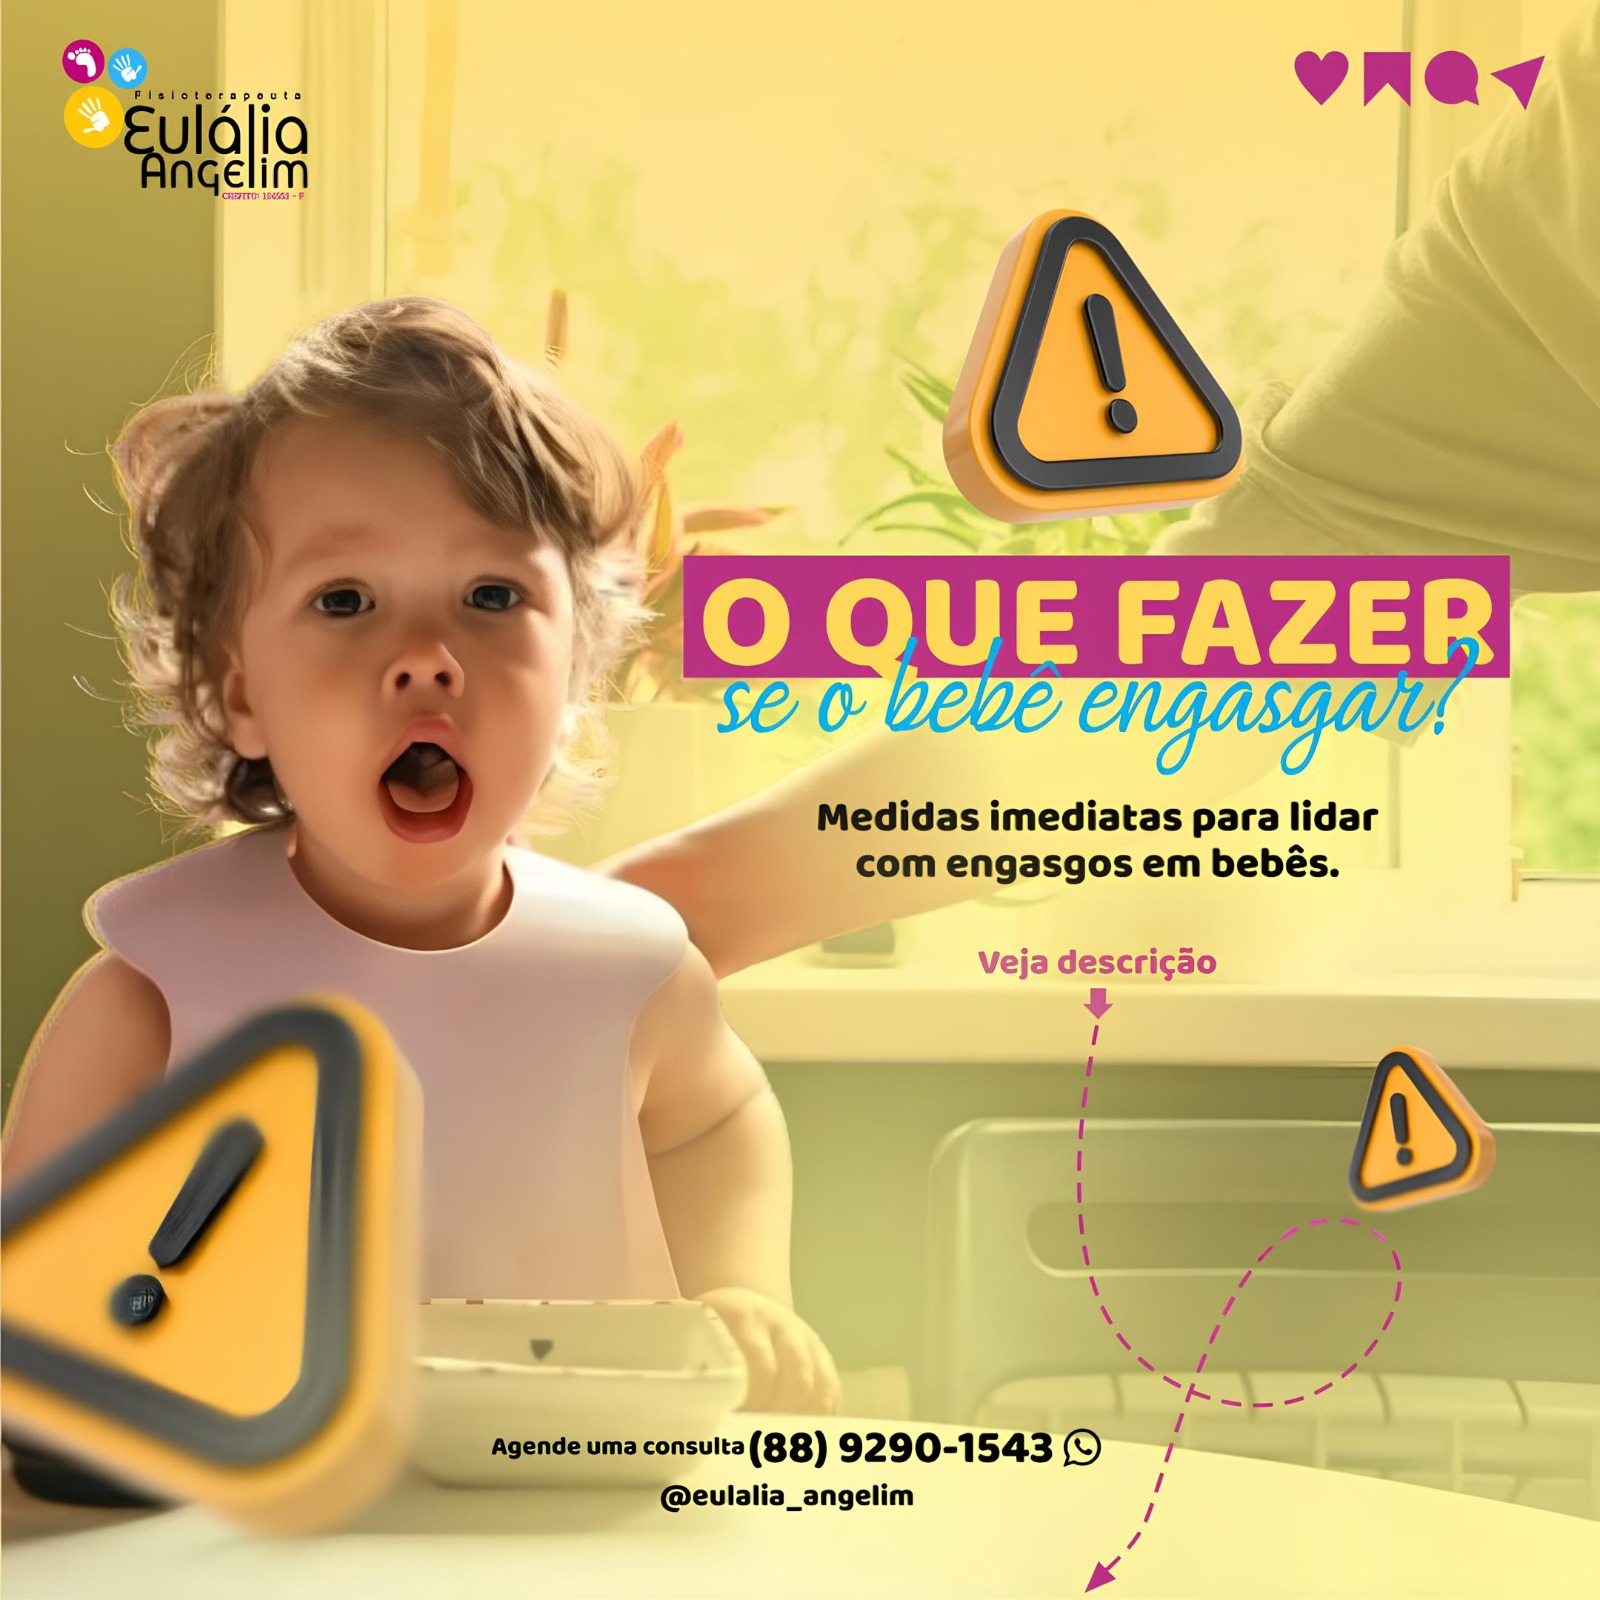 Fisioterapeuta
Eulália
Angelim
O QUE FAZER
se o bebê engasgar?
Medidas imediatas para lidar
com engasgos em bebês.
Veja descrição
Agende uma consulta (88) 9290-1543
@eulalia_angelim